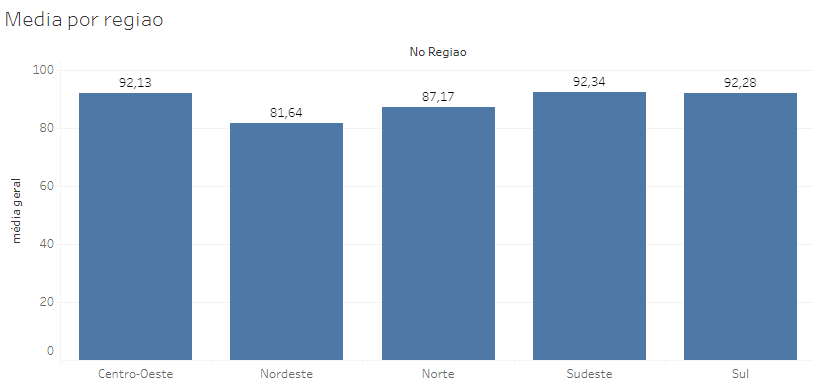 Media por regiao
No Regiao
média geral
100
80
60
40
20
0
92,13
81,64
87,17
92,34
92,28
Centro-Oeste
Nordeste
Norte
Sudeste
Sul